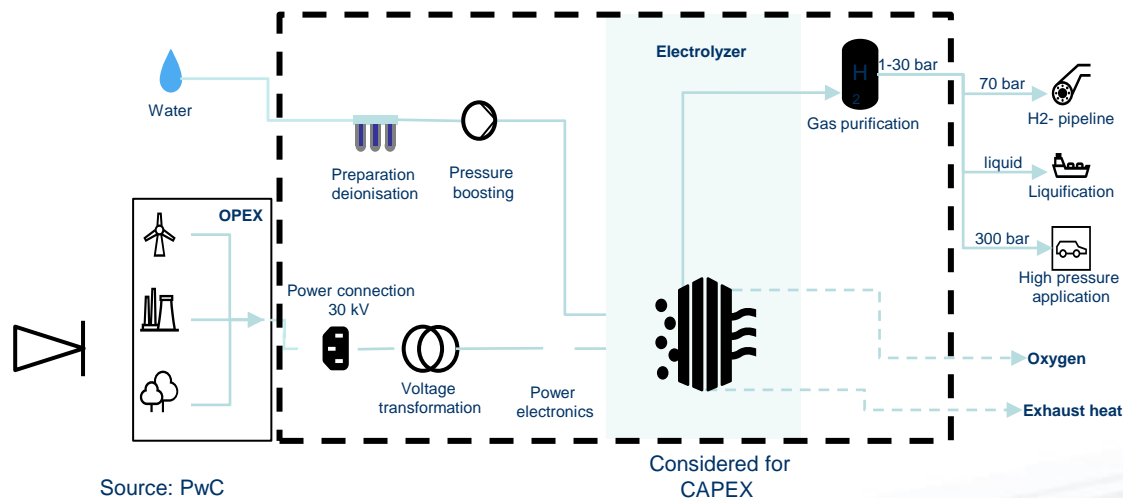 Electrolyzer
1-30 bar
H
2
70 bar
Water
Gas purification
H2- pipeline
Preparation
deionisation
Pressure
boosting
liquid
Liquification
OPEX
300 bar
High pressure
application
Power connection
30 kV
Oxygen
Voltage
transformation
Power
electronics
Exhaust heat
Considered for
CAPEX
Source: PwC